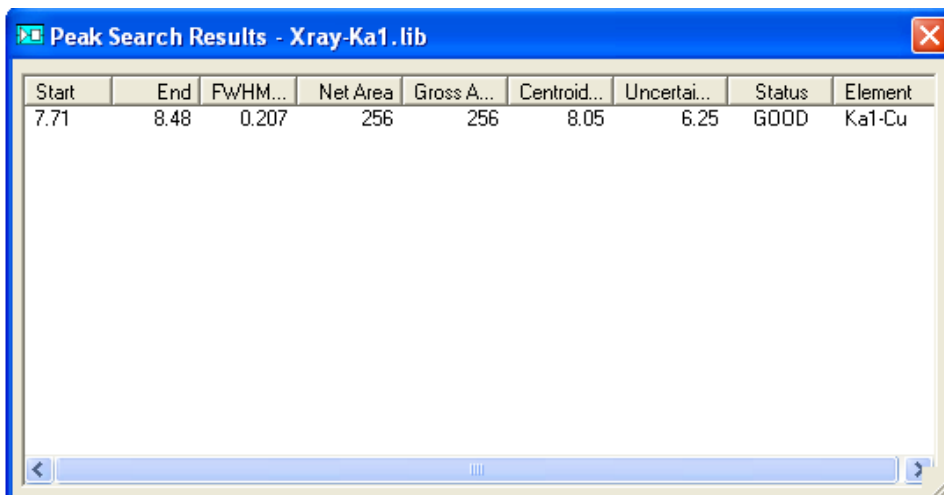 Peak Search Results - Xray-Ka1.lib
Start End FWHM... Net Area Gross A... Centroid... Uncertai... Status Element
7.71 8.48 0.207 256 256 8.05 6.25 GOOD Ka1-Cu